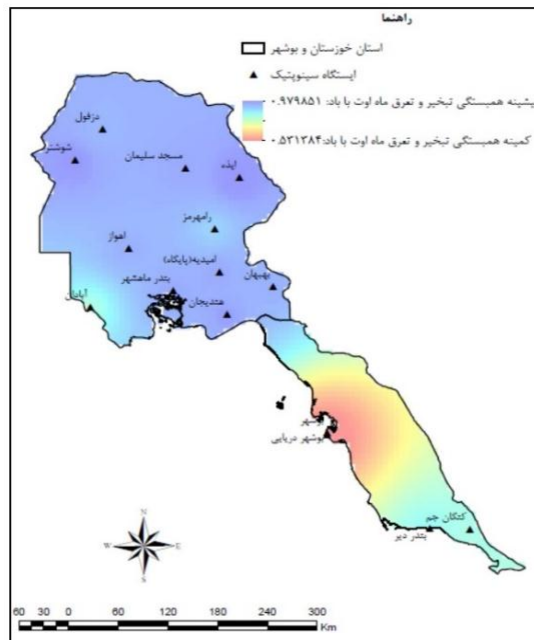 راهنما
استان خوزستان و بوشهر
ایستگاه سینوپتیک
بیشینه همبستگی تبخیر و تعرق ماه اوت با باد: ۰.۹۷۹۸۵۱
کمینه همبستگی تبخیر و تعرق ماه اوت با باد:۰.۵۳۱۳۸۴
دزفول
شوشتر
مسجد سلیمان
ایذه
رامهرمز
اهواز
امیدیه(پایگاه)
بهبهان
بندر ماهشهر
آبادان
هندیجان
بوشهر
بوشهر دریایی
کنگان جم
بندر دیر
N
W E
S
60 30 0 60 120 180 240 300
Km